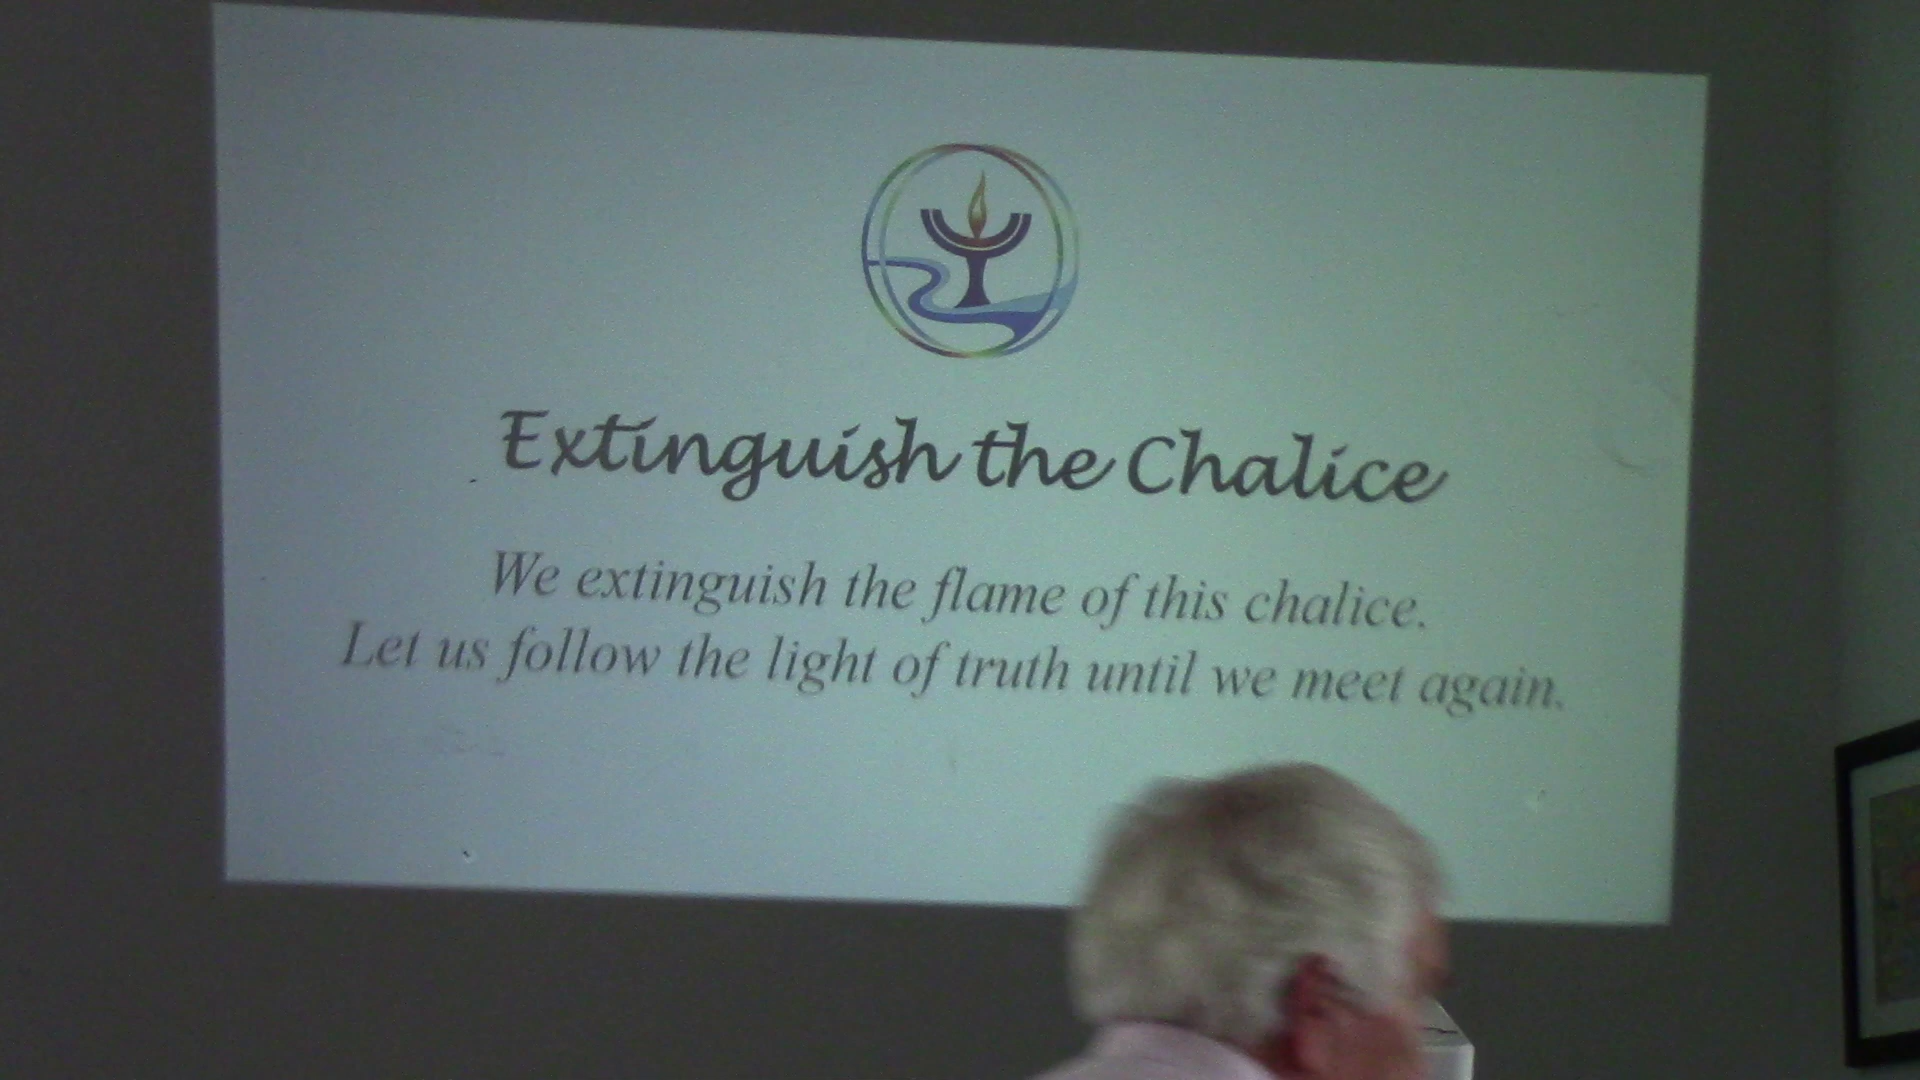 Extinguish the Chalice
We extinguish the flame of this chalice.
Let us follow the light of truth until we meet again.